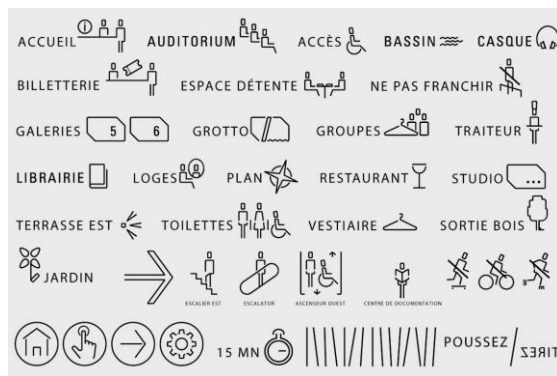 ACCUEIL AUDITORIUM ACCÈS BASSIN CASQUE
BILLETTERIE ESPACE DÉTENTE NE PAS FRANCHIR
GALERIES 5 6 GROTTO GROUPES TRAITEUR
LIBRAIRIE LOGES PLAN RESTAURANT STUDIO
TERRASSE EST TOILETTES VESTIAIRE SORTIE BOIS
JARDIN
ESCALIER EST ESCALATOR ASCENSEUR OUEST CENTRE DE DOCUMENTATION
15 MN POUSSEZ / TIREZ